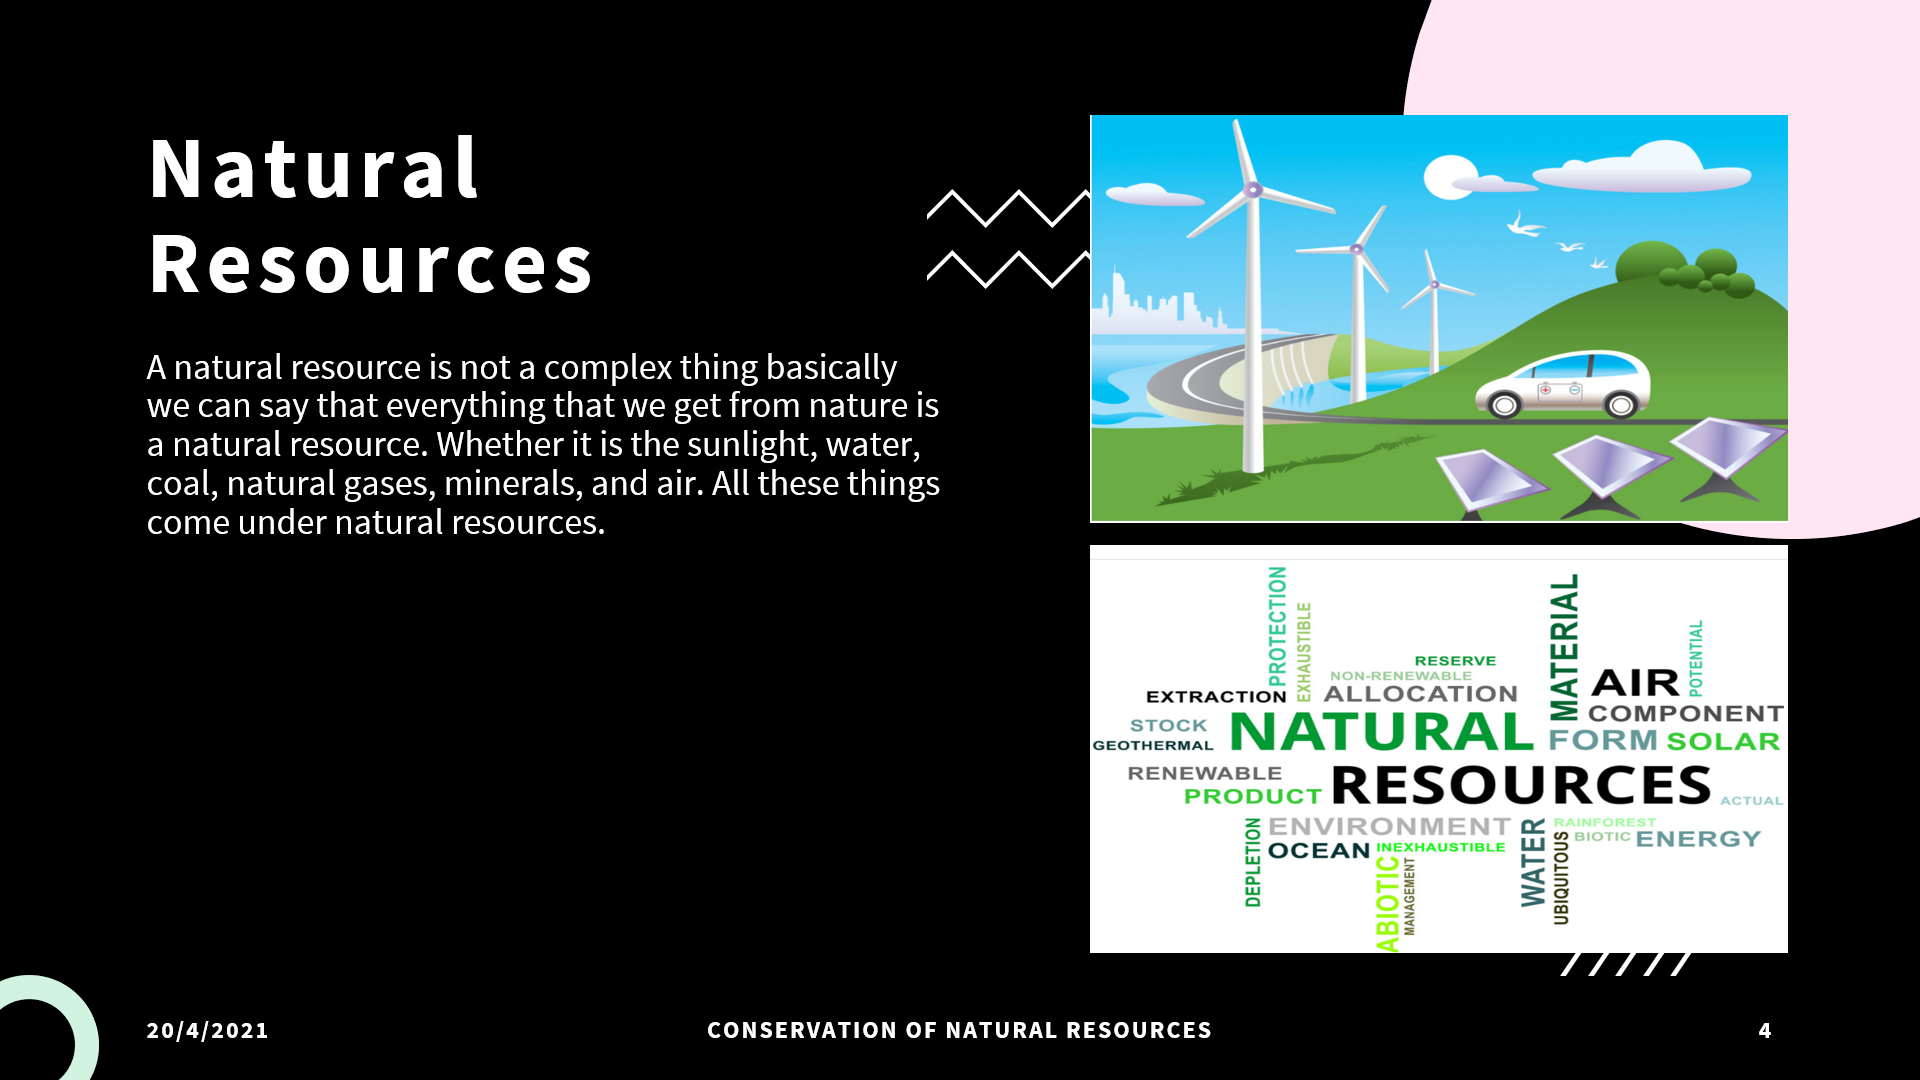 Natural
Resources
A natural resource is not a complex thing basically
we can say that everything that we get from nature is
a natural resource. Whether it is the sunlight, water,
coal, natural gases, minerals, and air. All these things
come under natural resources.
PROTECTION
EXHAUSTIBLE
MATERIAL
POTENTIAL
RESERVE
NON-RENEWABLE
AIR
EXTRACTION
ALLOCATION
COMPONENT
STOCK
NATURAL
FORM
SOLAR
GEOTHERMAL
RENEWABLE
RESOURCES
PRODUCT
ACTUAL
DEPLETION
ENVIRONMENT
WATER
RAINFOREST
BIOTIC
ENERGY
OCEAN
INEXHAUSTIBLE
UBIQUITOUS
ABIOTIC
MANAGEMENT
20/4/2021
CONSERVATION OF NATURAL RESOURCES
4